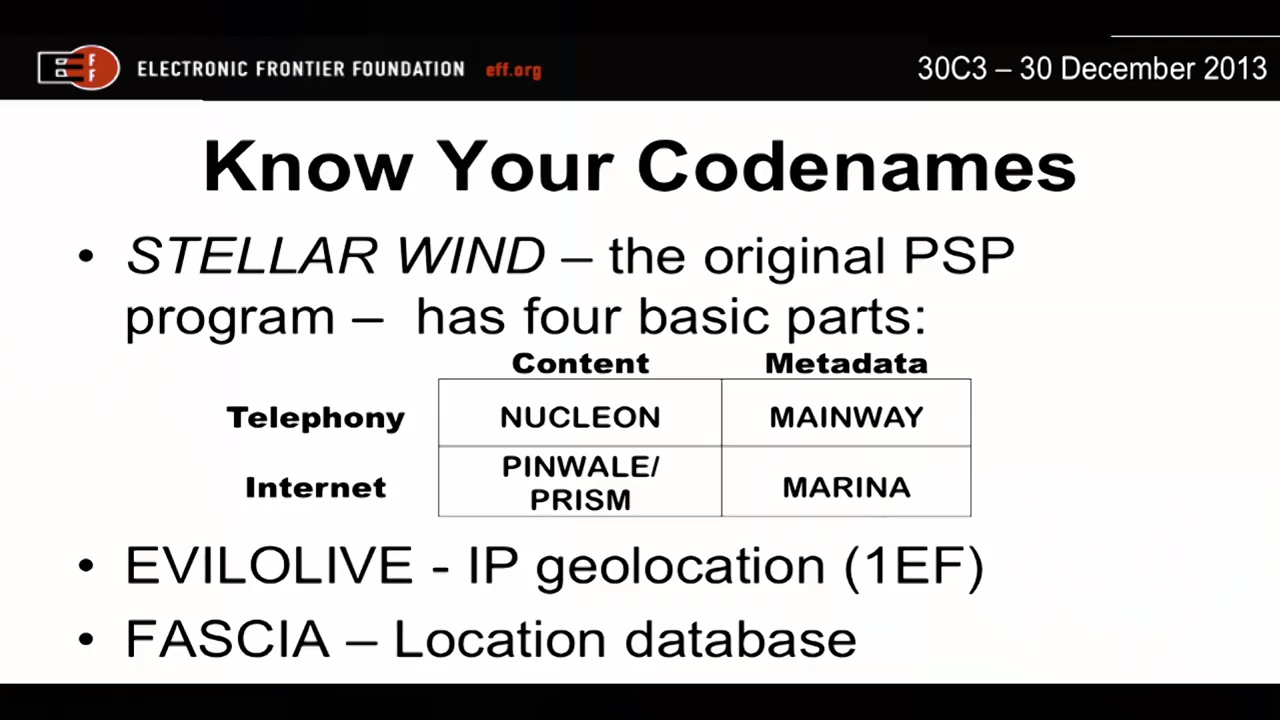 ELECTRONIC FRONTIER FOUNDATION eff.org
30C3 – 30 December 2013
Know Your Codenames
• STELLAR WIND – the original PSP
program – has four basic parts:
Content Metadata
Telephony NUCLEON MAINWAY
Internet PINWALE/
PRISM MARINA
• EVILOLIVE - IP geolocation (1EF)
• FASCIA – Location database